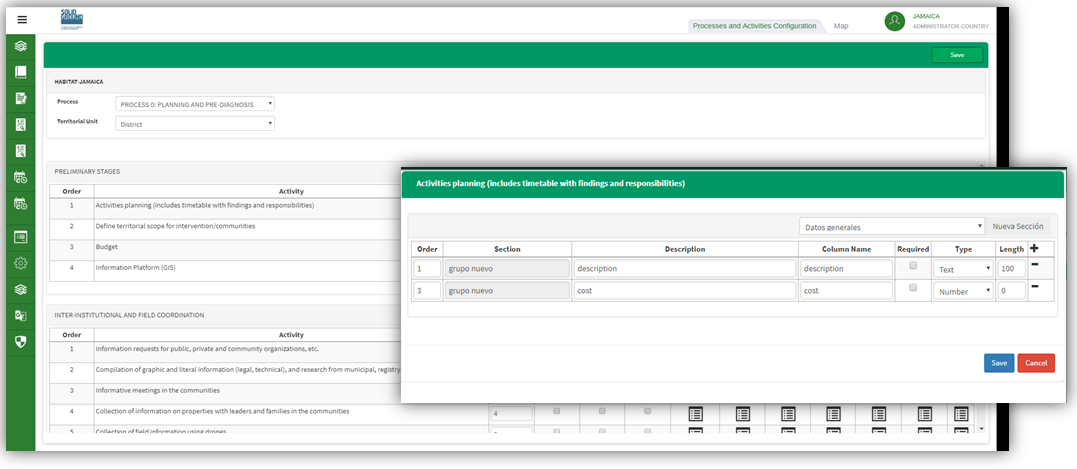 SOLID
GROUND
Processes and Activities Configuration
Map
JAMAICA
ADMINISTRATOR COUNTRY
Save
HABITAT-JAMAICA
Process
PROCESS 0: PLANNING AND PRE-DIAGNOSIS
Territorial Unit
District
PRELIMINARY STAGES
Order Activity
1 Activities planning (includes timetable with findings and responsibilities)
2 Define territorial scope for intervention/communities
3 Budget
4 Information Platform (GIS)
INTER-INSTITUTIONAL AND FIELD COORDINATION
Order Activity
1 Information requests for public, private and community organizations, etc.
2 Compilation of graphic and literal information (legal, technical), and research from municipal, registry
3 Informative meetings in the communities
4 Collection of information on properties with leaders and families in the communities 4
5 Collection of field information using drones
Activities planning (includes timetable with findings and responsibilities)
Datos generales Nueva Sección
Order Section Description Column Name Required Type Length
1 grupo nuevo description description Text 100
3 grupo nuevo cost cost Number 0
Save Cancel